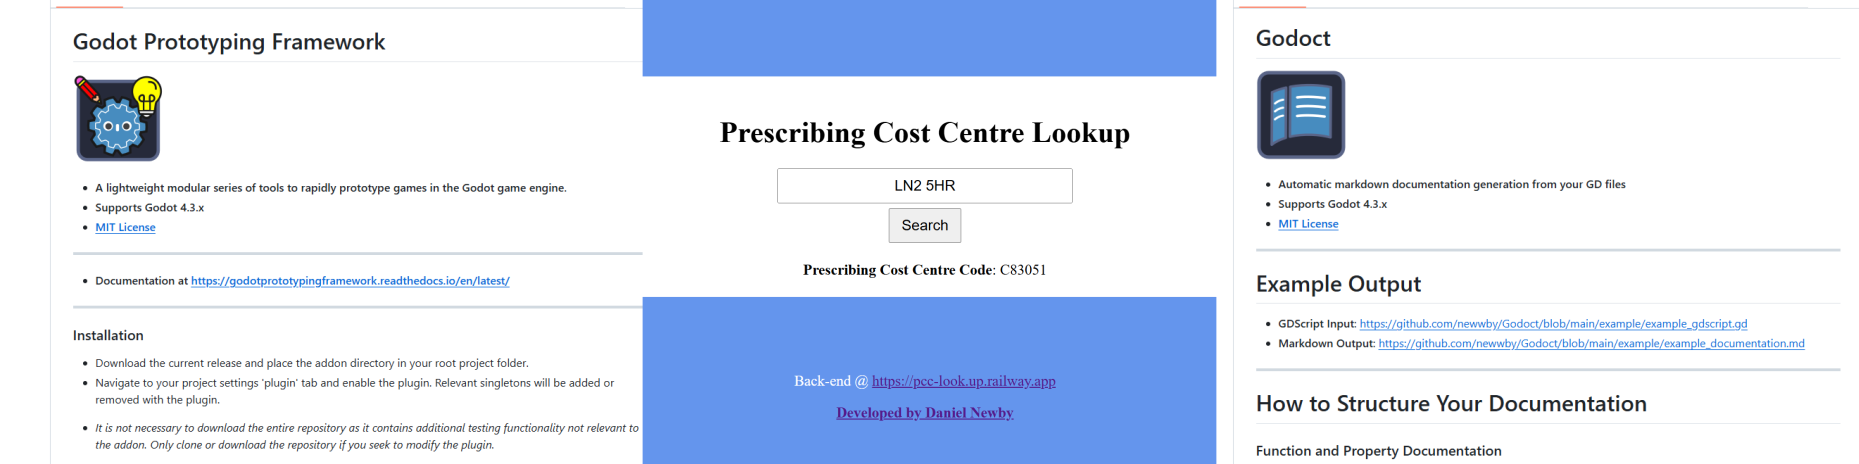 Godot Prototyping Framework
A lightweight modular series of tools to rapidly prototype games in the Godot game engine.
Supports Godot 4.3.x
MIT License
Documentation at https://godotprototypingframework.readthedocs.io/en/latest/
Installation
Download the current release and place the addon directory in your root project folder.
Navigate to your project settings 'plugin' tab and enable the plugin. Relevant singletons will be added or
removed with the plugin.
It is not necessary to download the entire repository as it contains additional testing functionality not relevant to
the addon. Only clone or download the repository if you seek to modify the plugin.
Prescribing Cost Centre Lookup
LN2 5HR
Search
Prescribing Cost Centre Code: C83051
Back-end @ https://pcc-look.up.railway.app
Developed by Daniel Newby
Godoct
Automatic markdown documentation generation from your GD files
Supports Godot 4.3.x
MIT License
Example Output
GDScript Input: https://github.com/newwby/Godoct/blob/main/example/example_gdscript.gd
Markdown Output: https://github.com/newwby/Godoct/blob/main/example/example_documentation.md
How to Structure Your Documentation
Function and Property Documentation